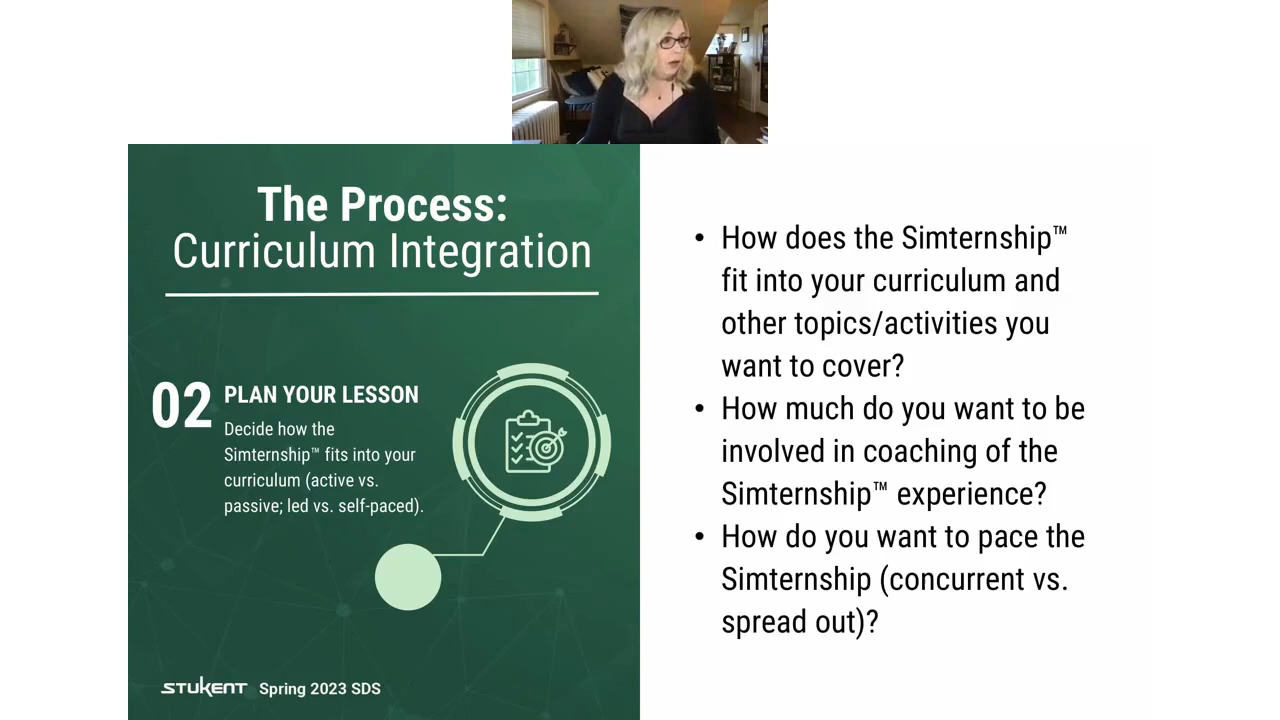 The Process:
Curriculum Integration
02
PLAN YOUR LESSON
Decide how the
Simternship™ fits into your
curriculum (active vs.
passive; led vs. self-paced).
STUKENT Spring 2023 SDS
• How does the Simternship™
fit into your curriculum and
other topics/activities you
want to cover?
• How much do you want to be
involved in coaching of the
Simternship™ experience?
• How do you want to pace the
Simternship (concurrent vs.
spread out)?